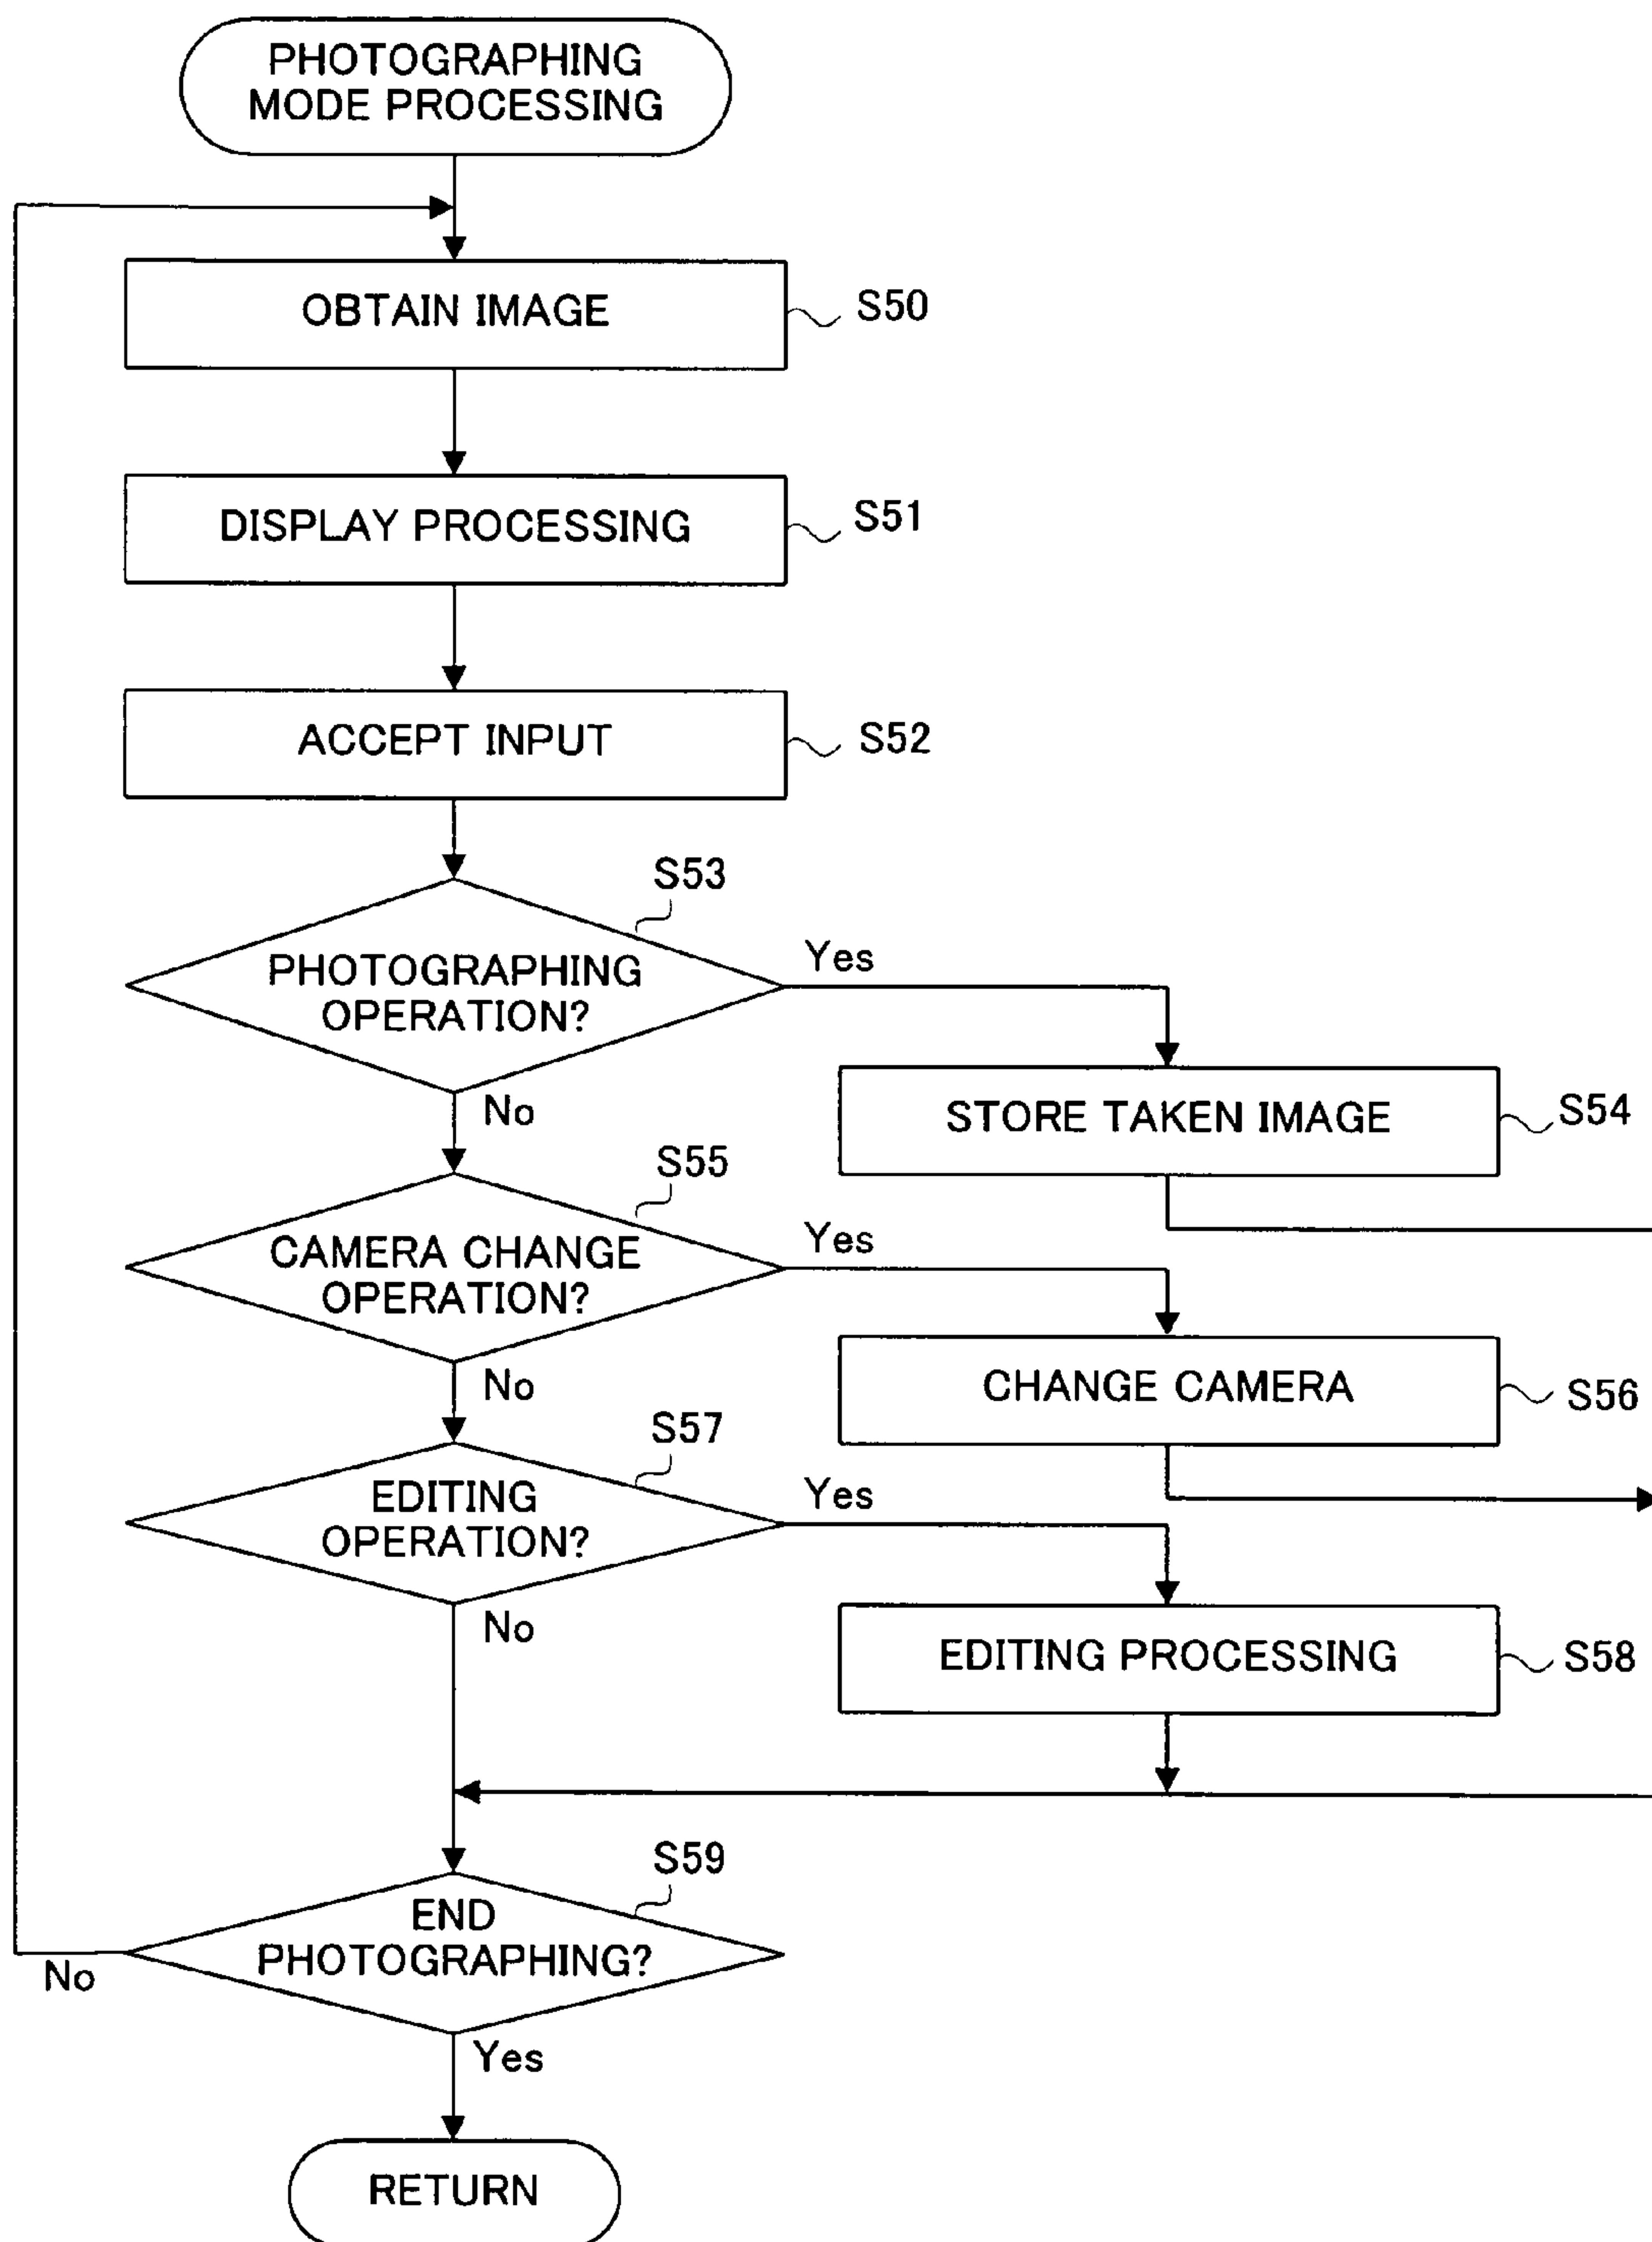 PHOTOGRAPHING
MODE PROCESSING
OBTAIN IMAGE
S50
DISPLAY PROCESSING
S51
ACCEPT INPUT
S52
S53
PHOTOGRAPHING
OPERATION?
Yes
No
STORE TAKEN IMAGE
S54
S55
CAMERA CHANGE
OPERATION?
Yes
No
CHANGE CAMERA
S56
S57
EDITING
OPERATION?
Yes
No
EDITING PROCESSING
S58
S59
END
PHOTOGRAPHING?
No
Yes
RETURN